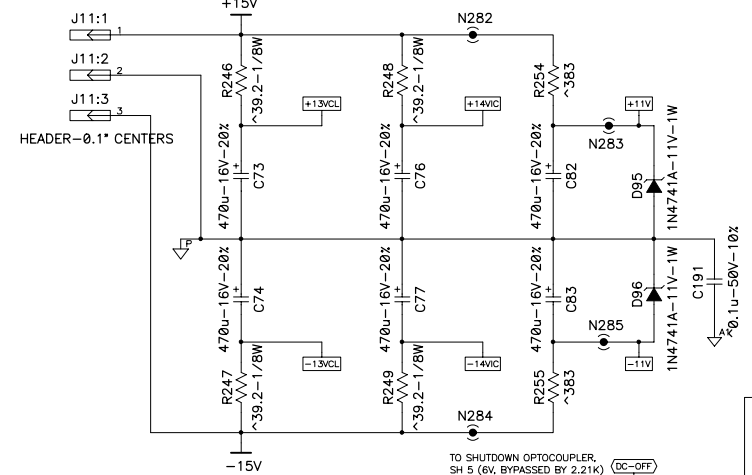 +15V
J11:1
1
N282
J11:2
2
J11:3
3
HEADER-0.1" CENTERS
R246
^39.2-1/8W
R248
^39.2-1/8W
R254
^383
+13VCL
+14VIC
+11V
N283
470u-16V-20%
+
C73
470u-16V-20%
+
C76
470u-16V-20%
+
C82
D95
1N4741A-11V-1W
P
470u-16V-20%
+
C74
470u-16V-20%
+
C77
470u-16V-20%
+
C83
D96
1N4741A-11V-1W
C191
^0.1u-50V-10%
N285
-13VCL
-14VIC
-11V
R247
^39.2-1/8W
R249
^39.2-1/8W
R255
^383
N284
-15V
TO SHUTDOWN OPTOCOUPLER,
SH 5 (6V, BYPASSED BY 2.21K)
DC-OFF